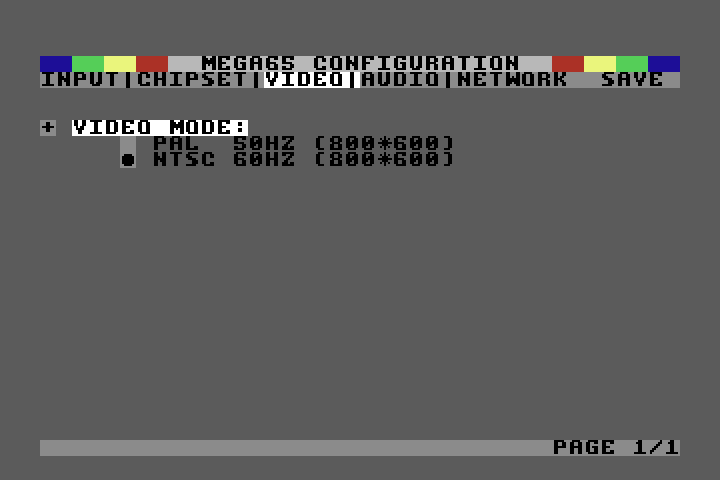 MEGA65 CONFIGURATION
INPUT|CHIPSET|VIDEO|AUDIO|NETWORK SAVE
+ VIDEO MODE:
PAL 50HZ (800*600)
● NTSC 60HZ (800*600)
PAGE 1/1